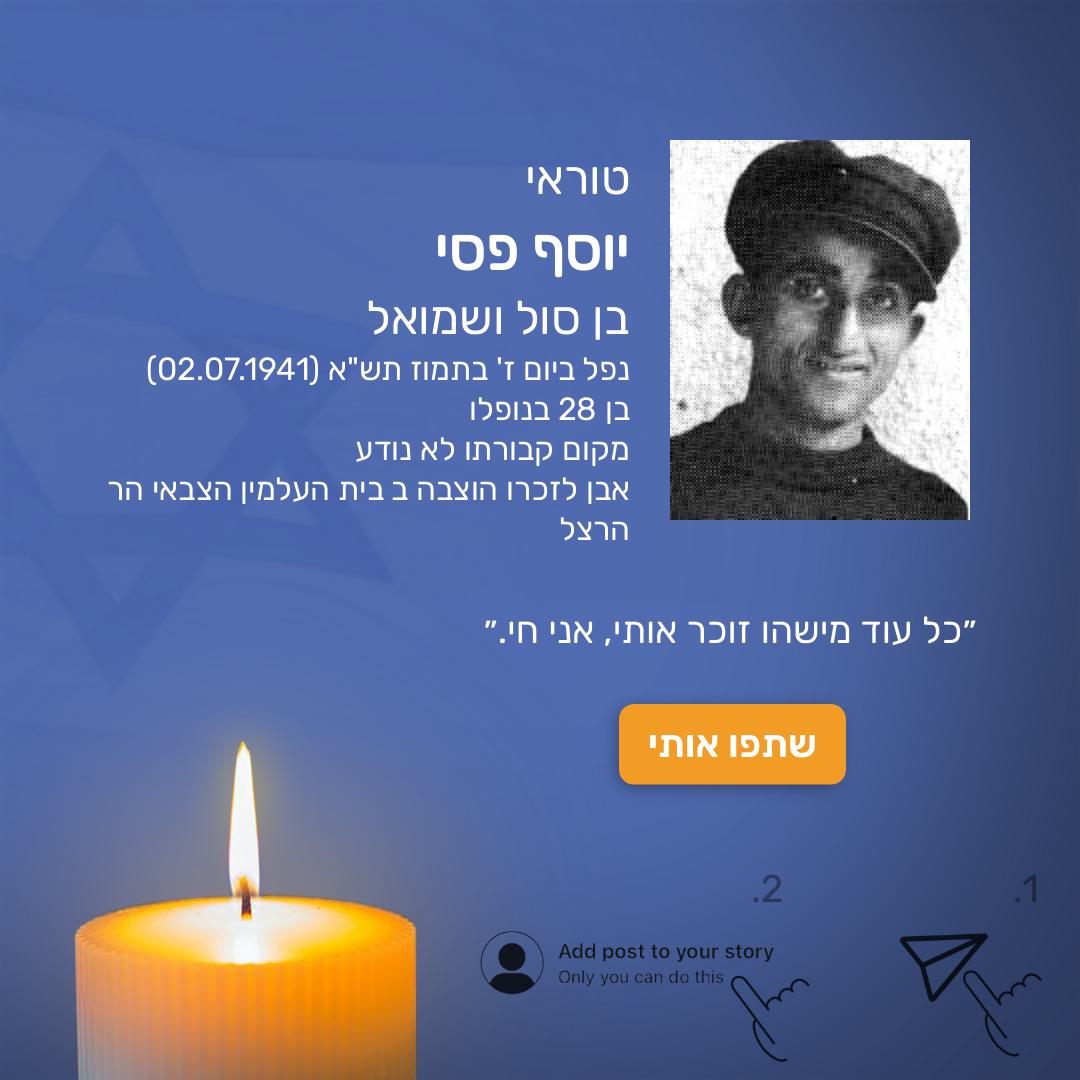 טוראי
יוסף פסי
בן סול ושמואל
נפל ביום ז' בתמוז תש"א (02.07.1941)
בן 28 בנופלו
מקום קבורתו לא נודע
אבן לזכרו הוצבה ב בית העלמין הצבאי הר
הרצל
״כל עוד מישהו זוכר אותי, אני חי.״
שתפו אותי
1.
2.
Add post to your story
Only you can do this